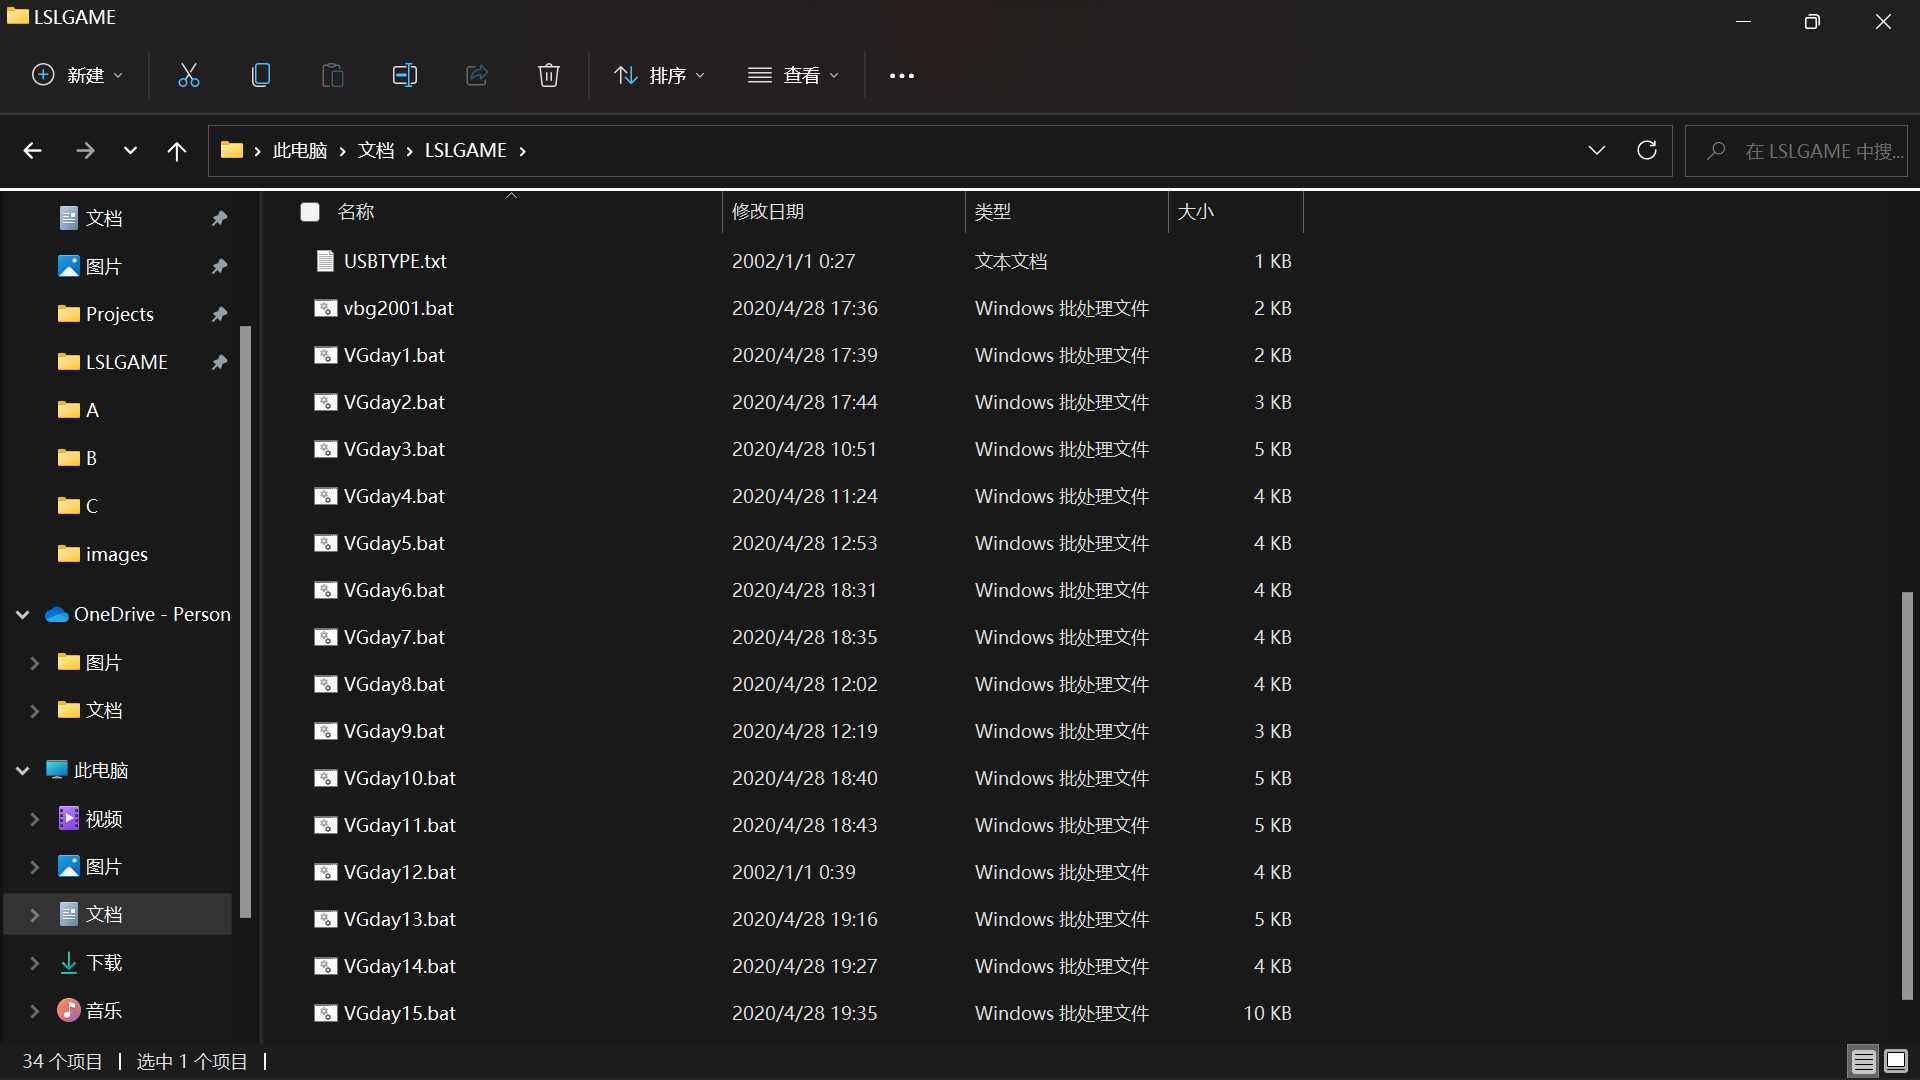 LSLGAME
新建
排序
查看
此电脑 文档 LSLGAME
在 LSLGAME 中搜...
文档
图片
Projects
LSLGAME
A
B
C
images
OneDrive - Person
图片
文档
此电脑
视频
图片
文档
下载
音乐
名称 修改日期 类型 大小
USBTYPE.txt 2002/1/1 0:27 文本文档 1 KB
vbg2001.bat 2020/4/28 17:36 Windows 批处理文件 2 KB
VGday1.bat 2020/4/28 17:39 Windows 批处理文件 2 KB
VGday2.bat 2020/4/28 17:44 Windows 批处理文件 3 KB
VGday3.bat 2020/4/28 10:51 Windows 批处理文件 5 KB
VGday4.bat 2020/4/28 11:24 Windows 批处理文件 4 KB
VGday5.bat 2020/4/28 12:53 Windows 批处理文件 4 KB
VGday6.bat 2020/4/28 18:31 Windows 批处理文件 4 KB
VGday7.bat 2020/4/28 18:35 Windows 批处理文件 4 KB
VGday8.bat 2020/4/28 12:02 Windows 批处理文件 4 KB
VGday9.bat 2020/4/28 12:19 Windows 批处理文件 3 KB
VGday10.bat 2020/4/28 18:40 Windows 批处理文件 5 KB
VGday11.bat 2020/4/28 18:43 Windows 批处理文件 5 KB
VGday12.bat 2002/1/1 0:39 Windows 批处理文件 4 KB
VGday13.bat 2020/4/28 19:16 Windows 批处理文件 5 KB
VGday14.bat 2020/4/28 19:27 Windows 批处理文件 4 KB
VGday15.bat 2020/4/28 19:35 Windows 批处理文件 10 KB
34 个项目 选中 1 个项目